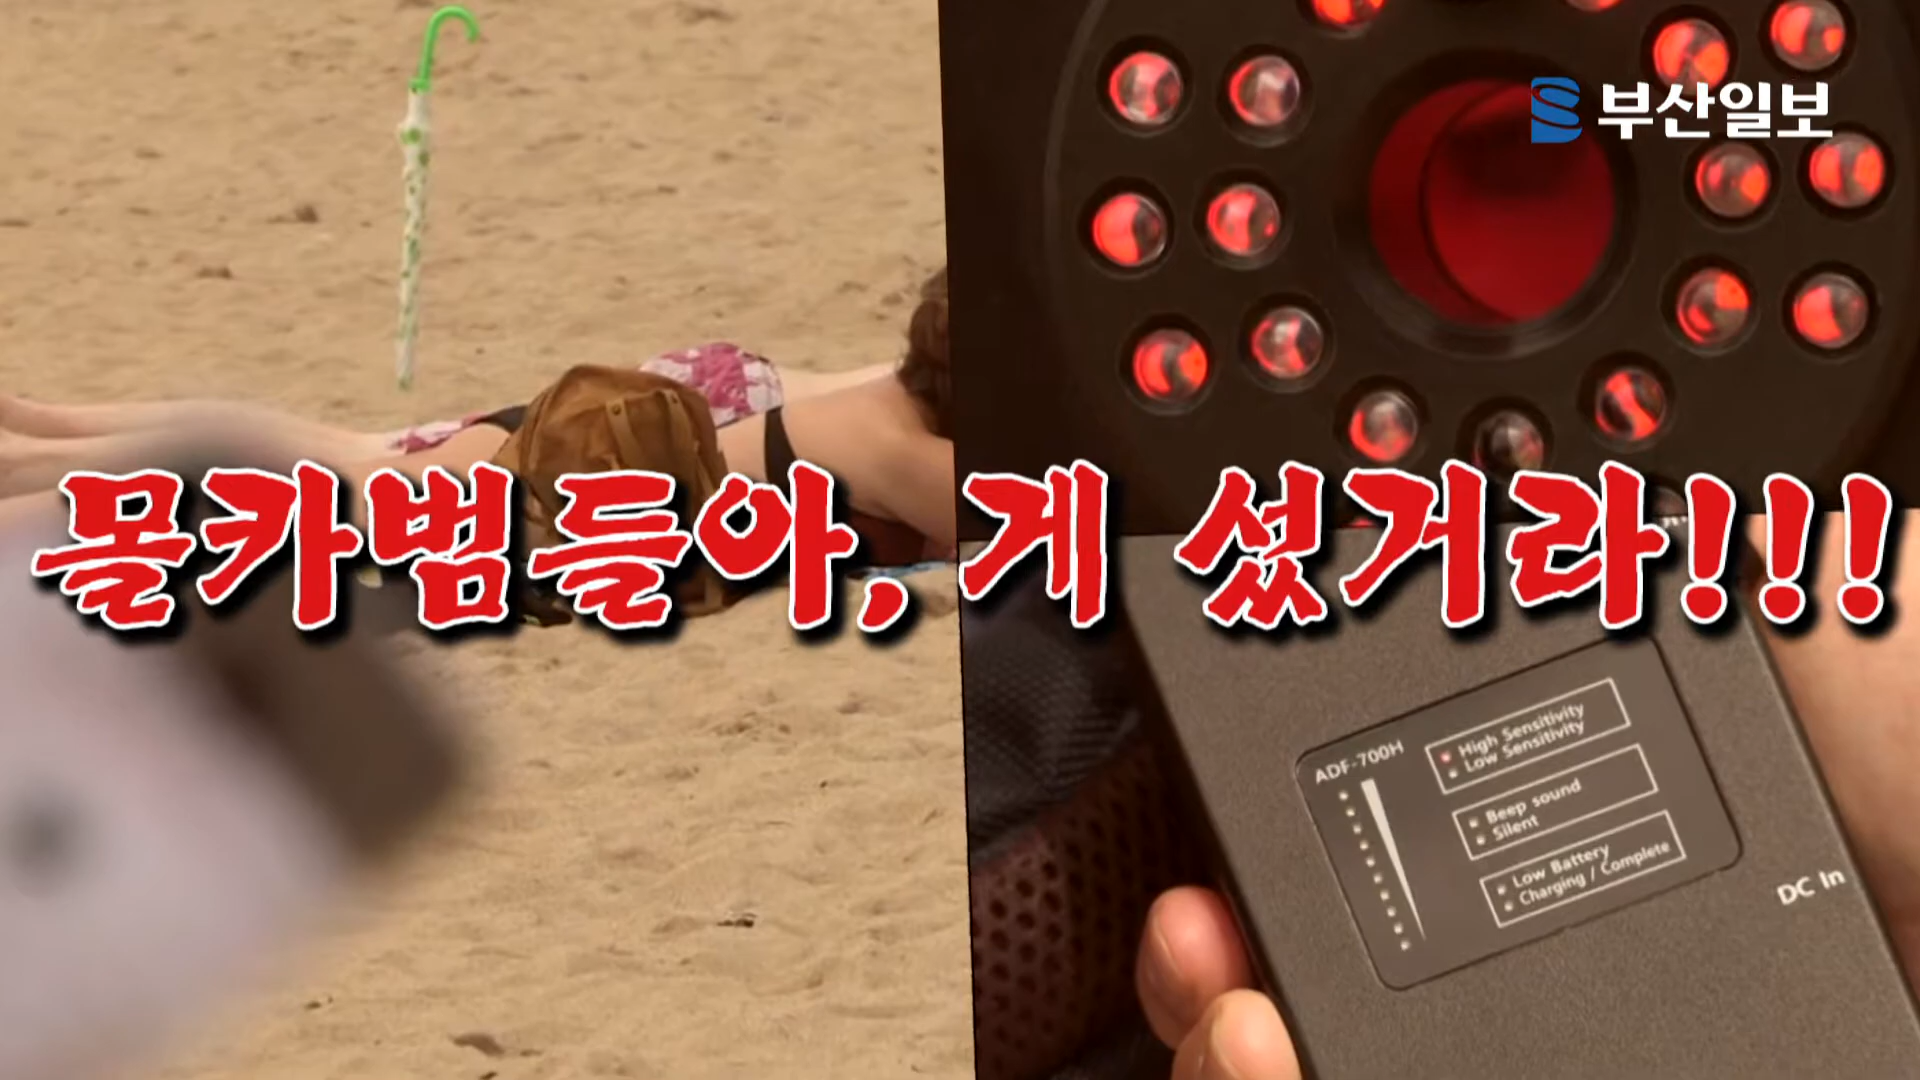 부산일보
몰카범들아, 게 섰거라!!!
ADF-700H
High Sensitivity
Low Sensitivity
Beep sound
Silent
Low Battery
Charging / Complete
DC In